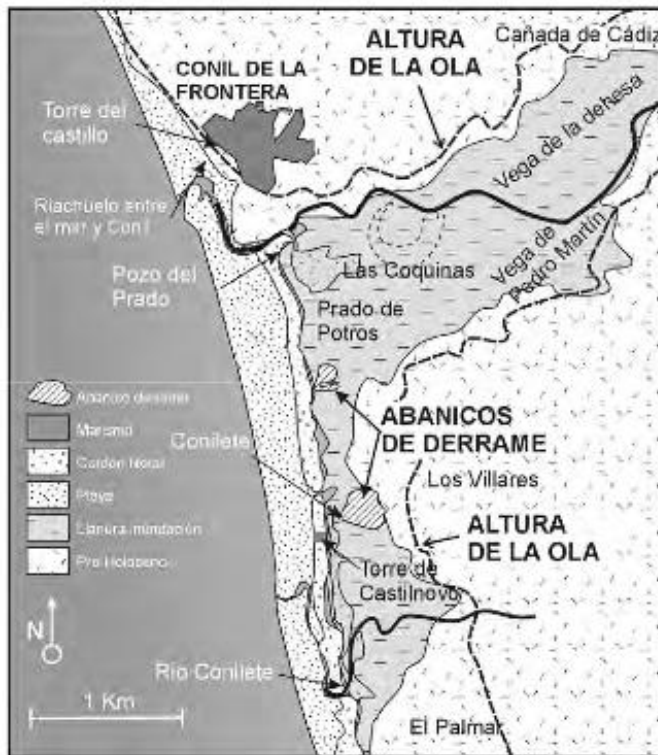 Cañada de Cádiz
ALTURA
DE LA OLA
CONIL DE LA
FRONTERA
Torre del
castillo
Vega de la dehesa
Riachuelo entre
el mar y Conil
Vega de
Pedro Martín
Pozo del
Prado
Las Coquinas
Prado de
Potros
Abanico derrame
Marisma
Cordón litoral
Playa
Llanura inundación
Pre Holoceno
ABANICOS
DE DERRAME
Conilete
Los Villares
ALTURA
DE LA OLA
Torre de
Castilnovo
N
Río Conilete
1 Km
El Palmar